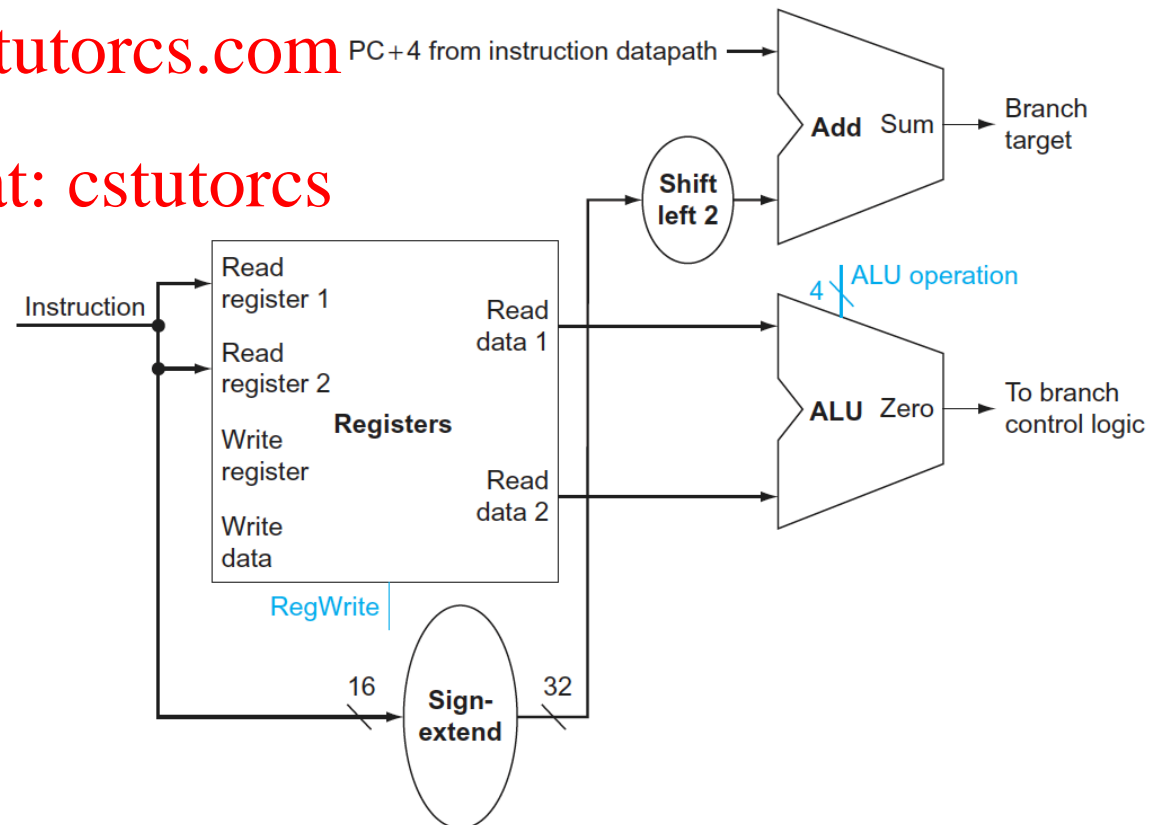 tutorcs.com
at: cstutorcs
PC+4 from instruction datapath
Add Sum
Branch
target
Shift
left 2
Instruction
Read
register 1
Read
register 2
Write
register
Write
data
Registers
Read
data 1
Read
data 2
RegWrite
4
ALU operation
ALU Zero
To branch
control logic
16
Sign-
extend
32